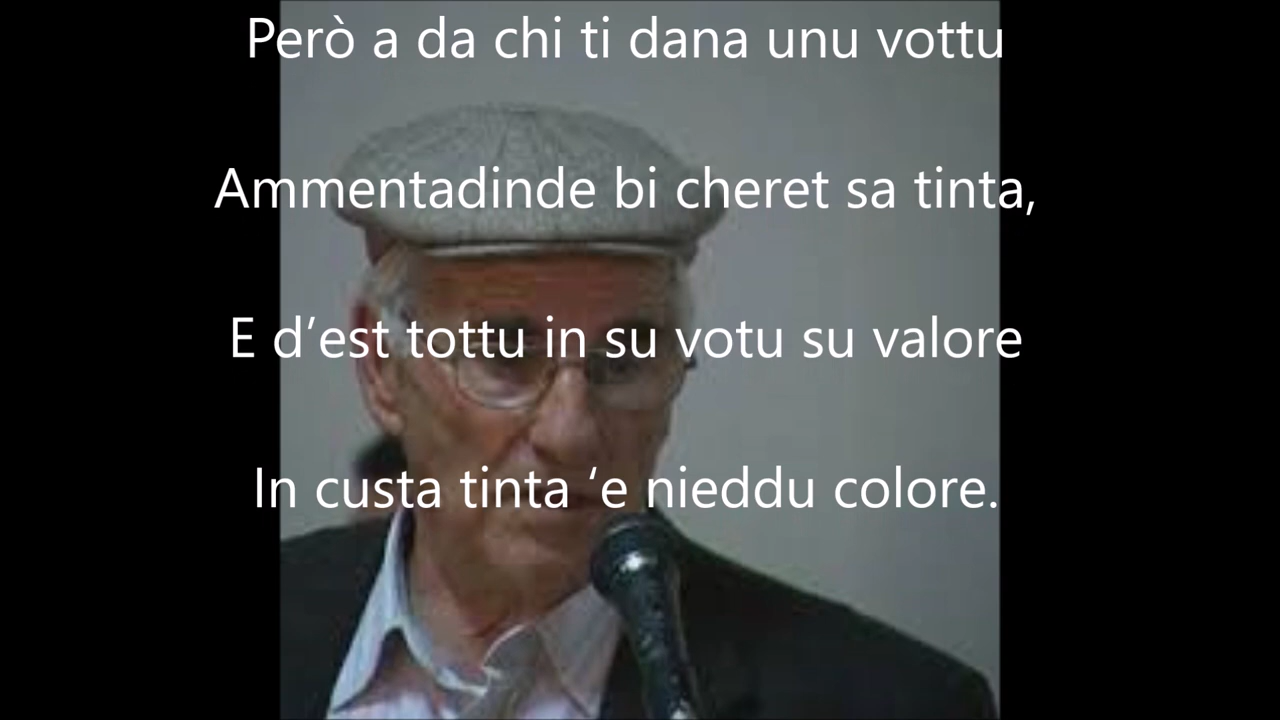 Però a da chi ti dana unu vottu
Ammentadinde bi cheret sa tinta,
E d’est tottu in su votu su valore
In custa tinta ‘e nieddu colore.